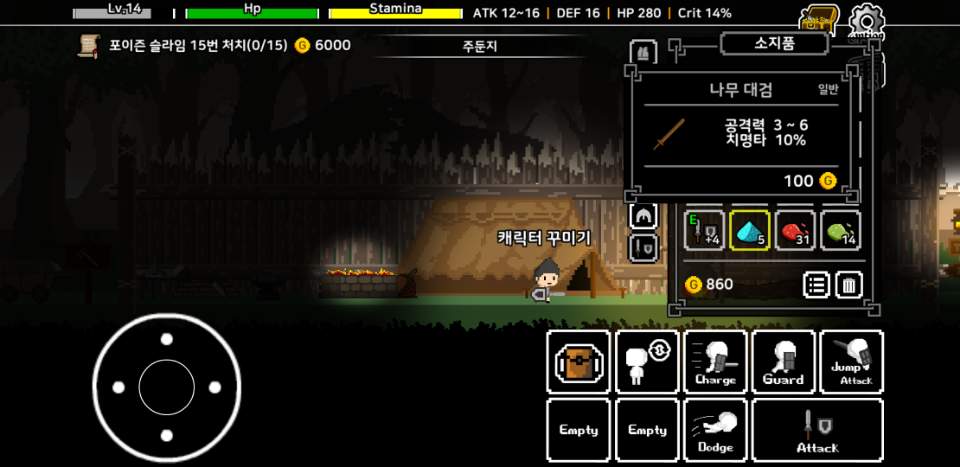 Lv.14
Hp
Stamina
ATK 12~16 | DEF 16 | HP 280 | Crit 14%
포이즌 슬라임 15번 처치(0/15) G 6000
주둔지
소지품
나무 대검 일반
공격력 3 ~ 6
치명타 10%
100 G
캐릭터 꾸미기
E +4 5 31 14
G 860
Charge
Guard
Jump Attack
Empty
Empty
Dodge
Attack